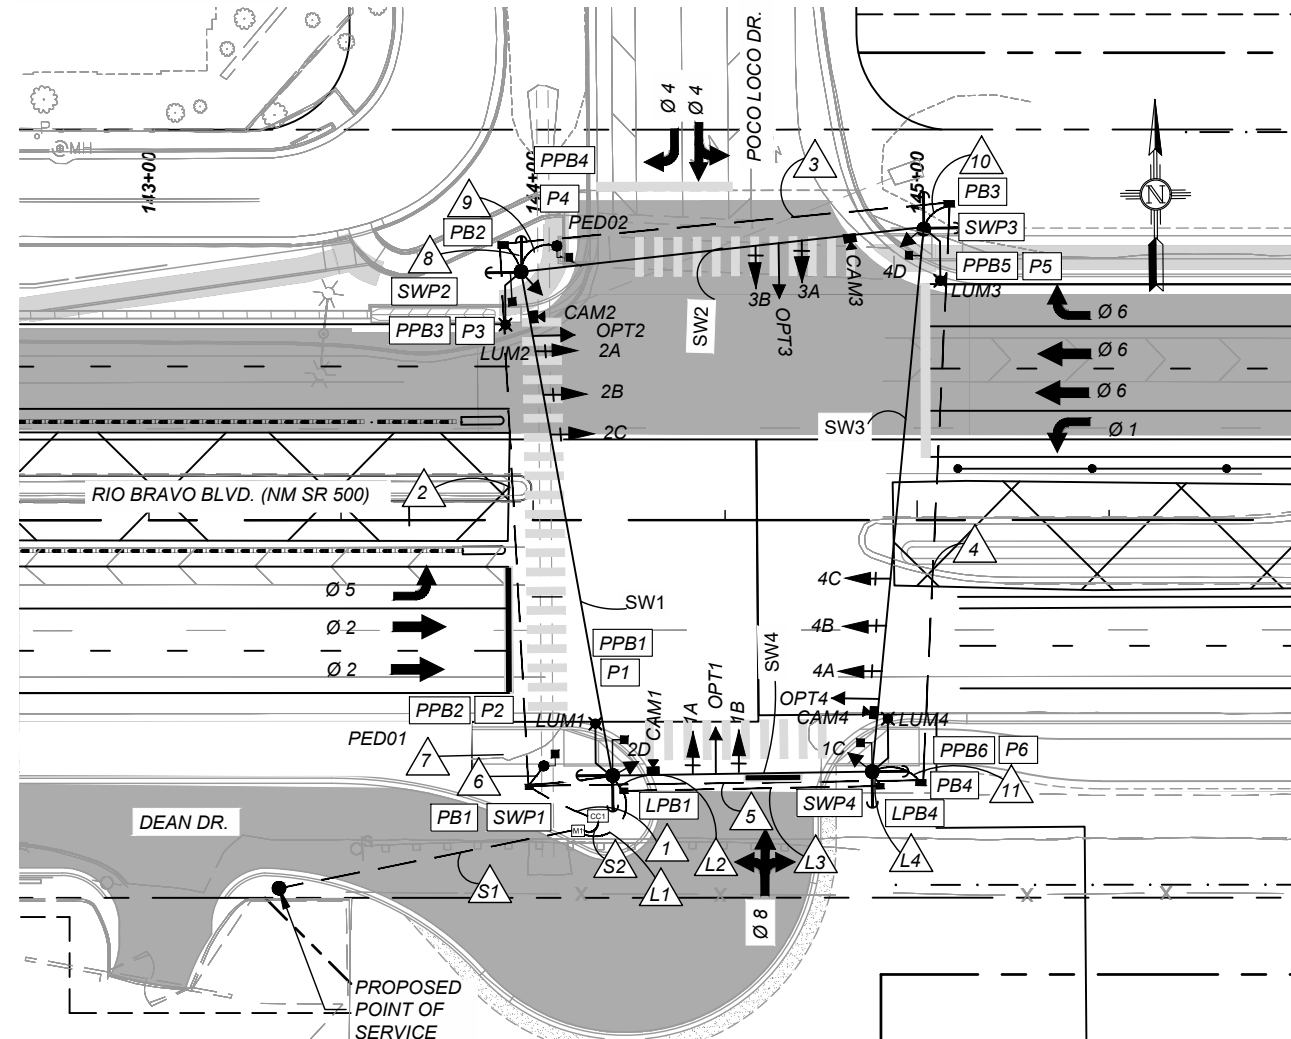 Ø 4
Ø 4
POCO LOCO DR.
143+00
144+00
145+00
MH
P
PPB4
P4
3
10
PB3
9
PB2
PED02
SWP3
N
8
SWP2
4D
PPB5
P5
CAM3
3B
3A
LUM3
SW2
OPT3
Ø 6
PPB3
P3
CAM2
OPT2
LUM2
2A
Ø 6
2B
Ø 6
2C
SW3
Ø 1
RIO BRAVO BLVD. (NM SR 500)
2
4
Ø 5
4C
SW1
Ø 2
4B
PPB1
SW4
Ø 2
P1
4A
OPT1
OPT4
PPB2
P2
LUM1
CAM1
1A
1B
CAM4
LUM4
PED01
2D
1C
PPB6
P6
7
6
PB4
11
PB1
SWP1
LPB1
5
SWP4
LPB4
DEAN DR.
CC1
M1
1
S2
L2
L3
L4
S1
L1
X
X
X
Ø 8
PROPOSED
POINT OF
SERVICE